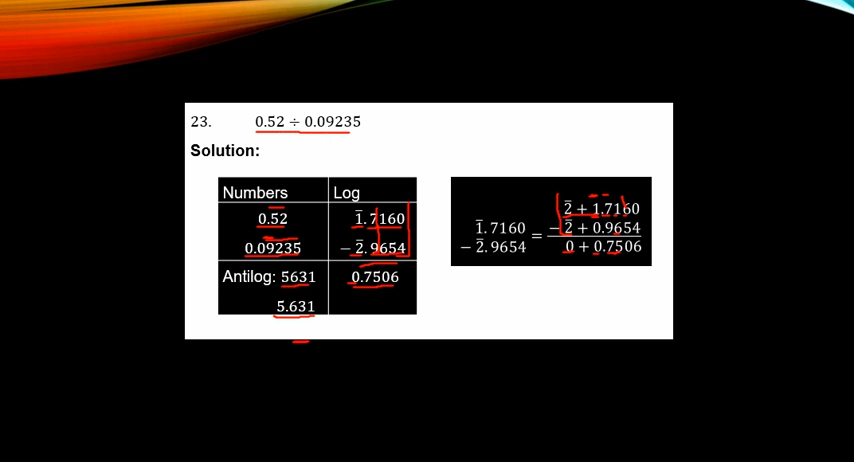 23. 0.52 ÷ 0.09235
Solution:
Numbers Log
0.52 1̄.7160
0.09235 −2̄.9654
Antilog: 5631 0.7506
5.631
1̄.7160
− 2̄.9654
=
2̄ + 1.7160
−2̄ + 0.9654
0 + 0.7506